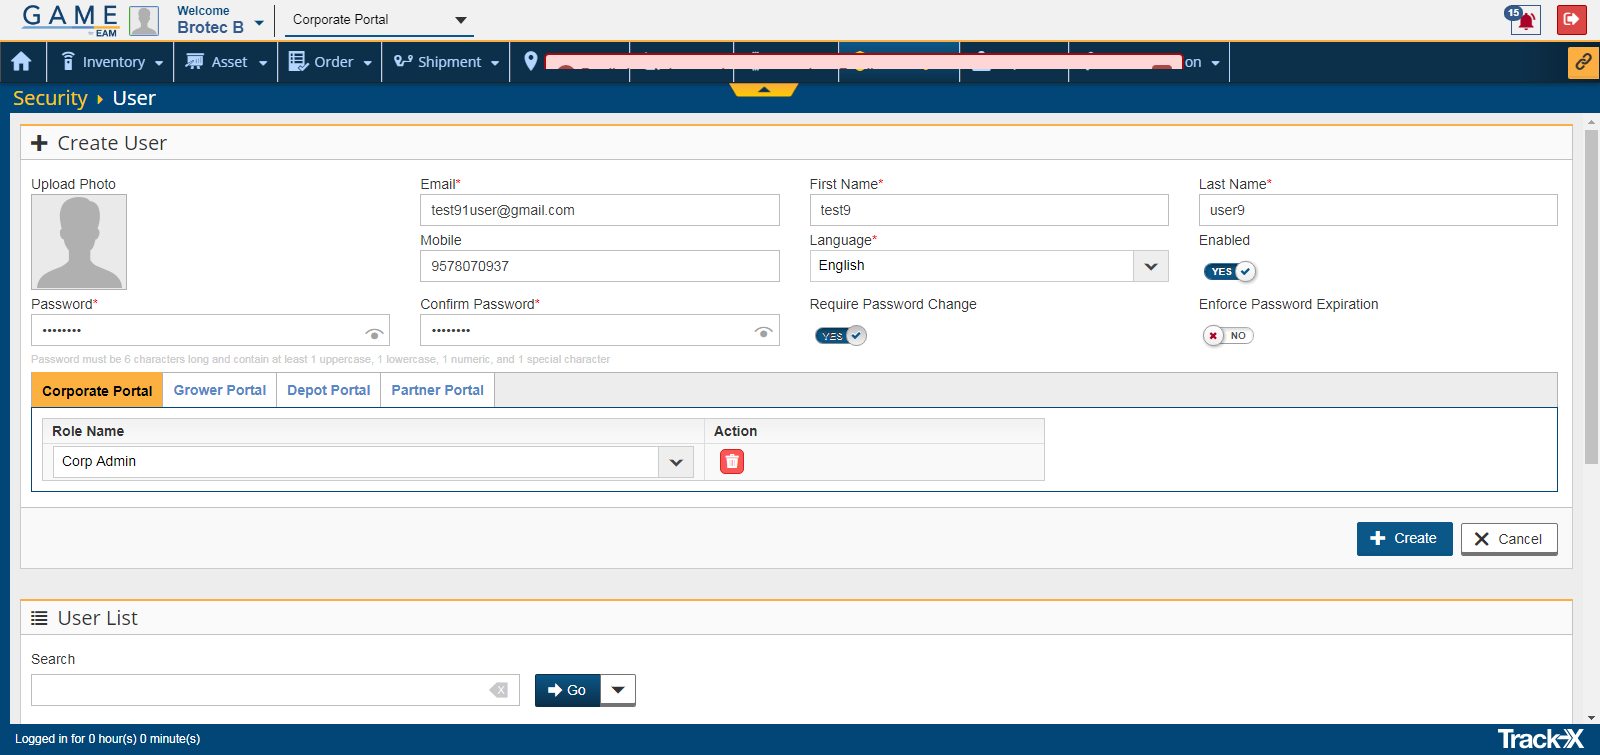 GAME
by EAM
Welcome
Brotec B
Corporate Portal
15
Inventory
Asset
Order
Shipment
on
Security
User
Create User
Upload Photo
Email*
First Name*
Last Name*
test91user@gmail.com
test9
user9
Mobile
Language*
Enabled
9578070937
English
YES
Password*
Confirm Password*
Require Password Change
Enforce Password Expiration
••••••••
••••••••
YES
NO
Password must be 6 characters long and contain at least 1 uppercase, 1 lowercase, 1 numeric, and 1 special character
Corporate Portal
Grower Portal
Depot Portal
Partner Portal
Role Name
Action
Corp Admin
Create
Cancel
User List
Search
Go
Logged in for 0 hour(s) 0 minute(s)
Track-X